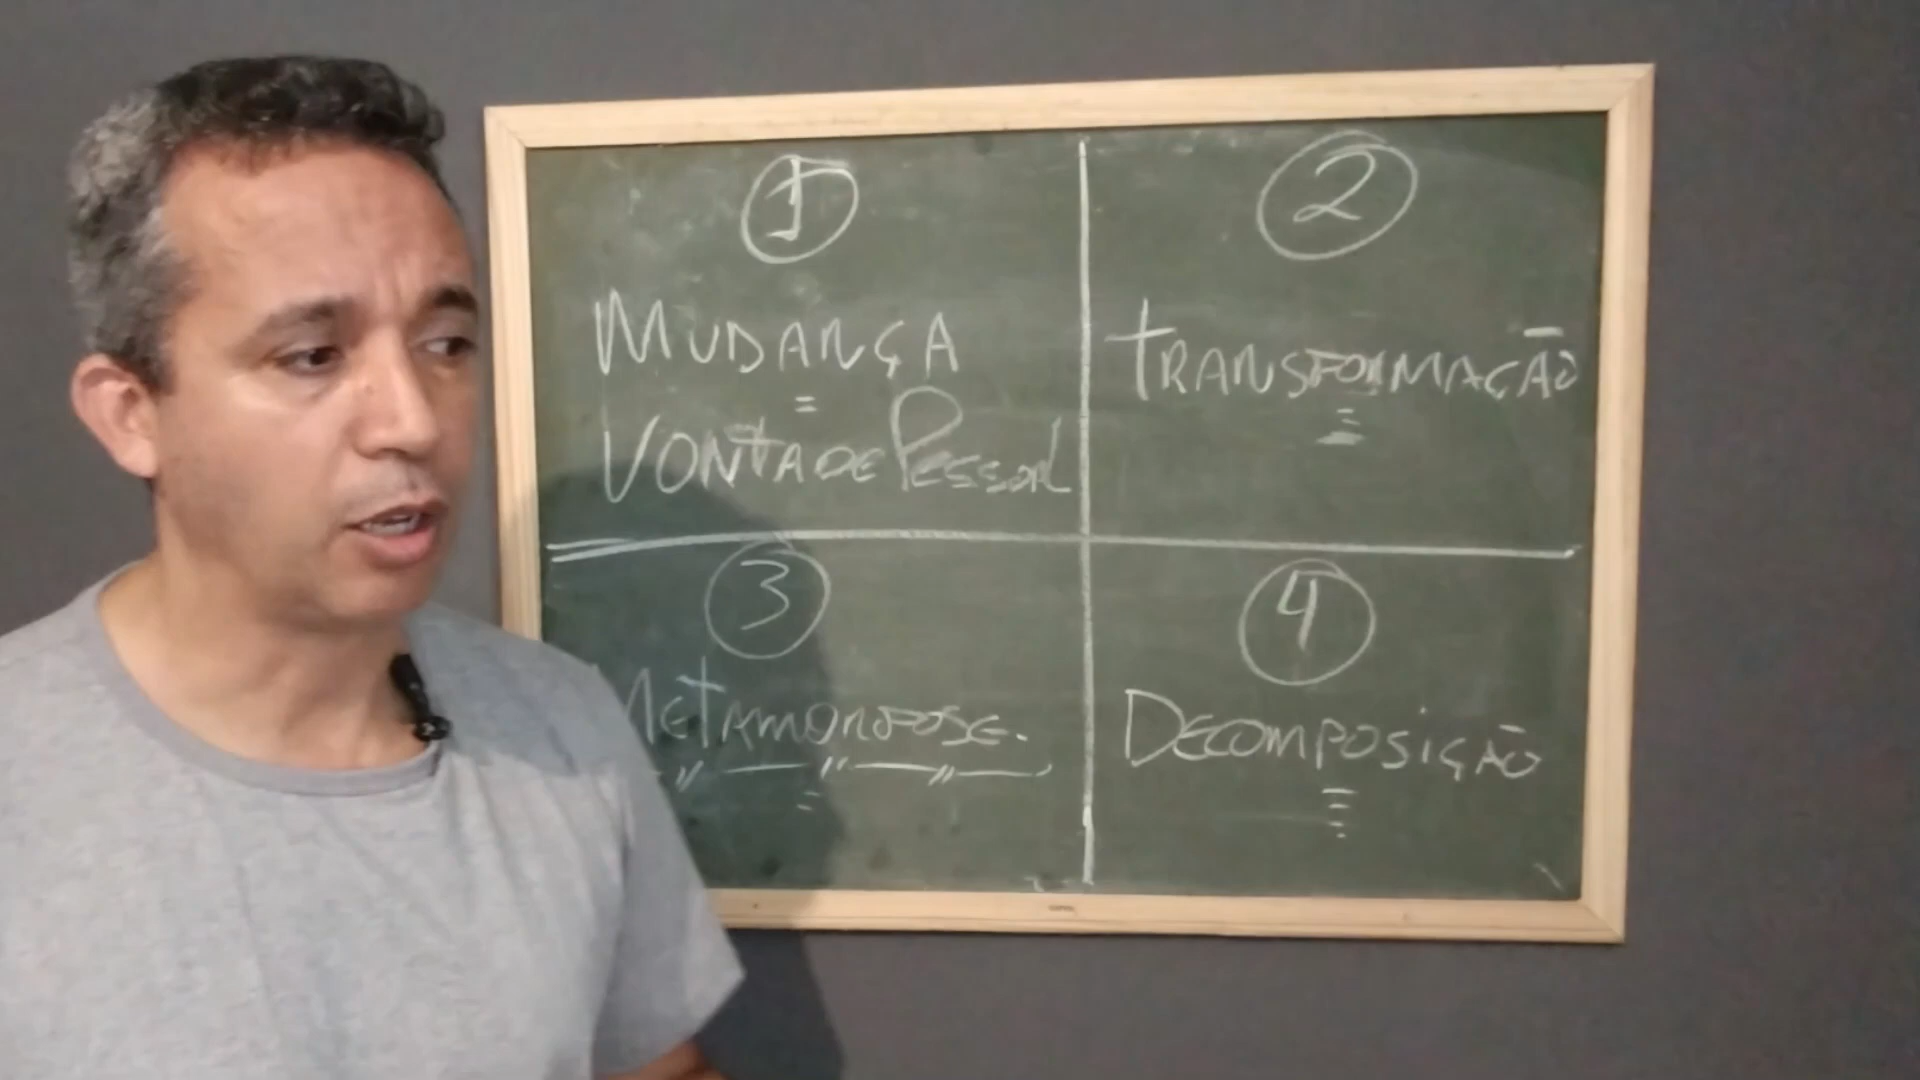 1
MUDANÇA
=
VONTADE PESSOAL
2
TRANSFORMAÇÃO
3
METAMORFOSE.
4
DECOMPOSIÇÃO